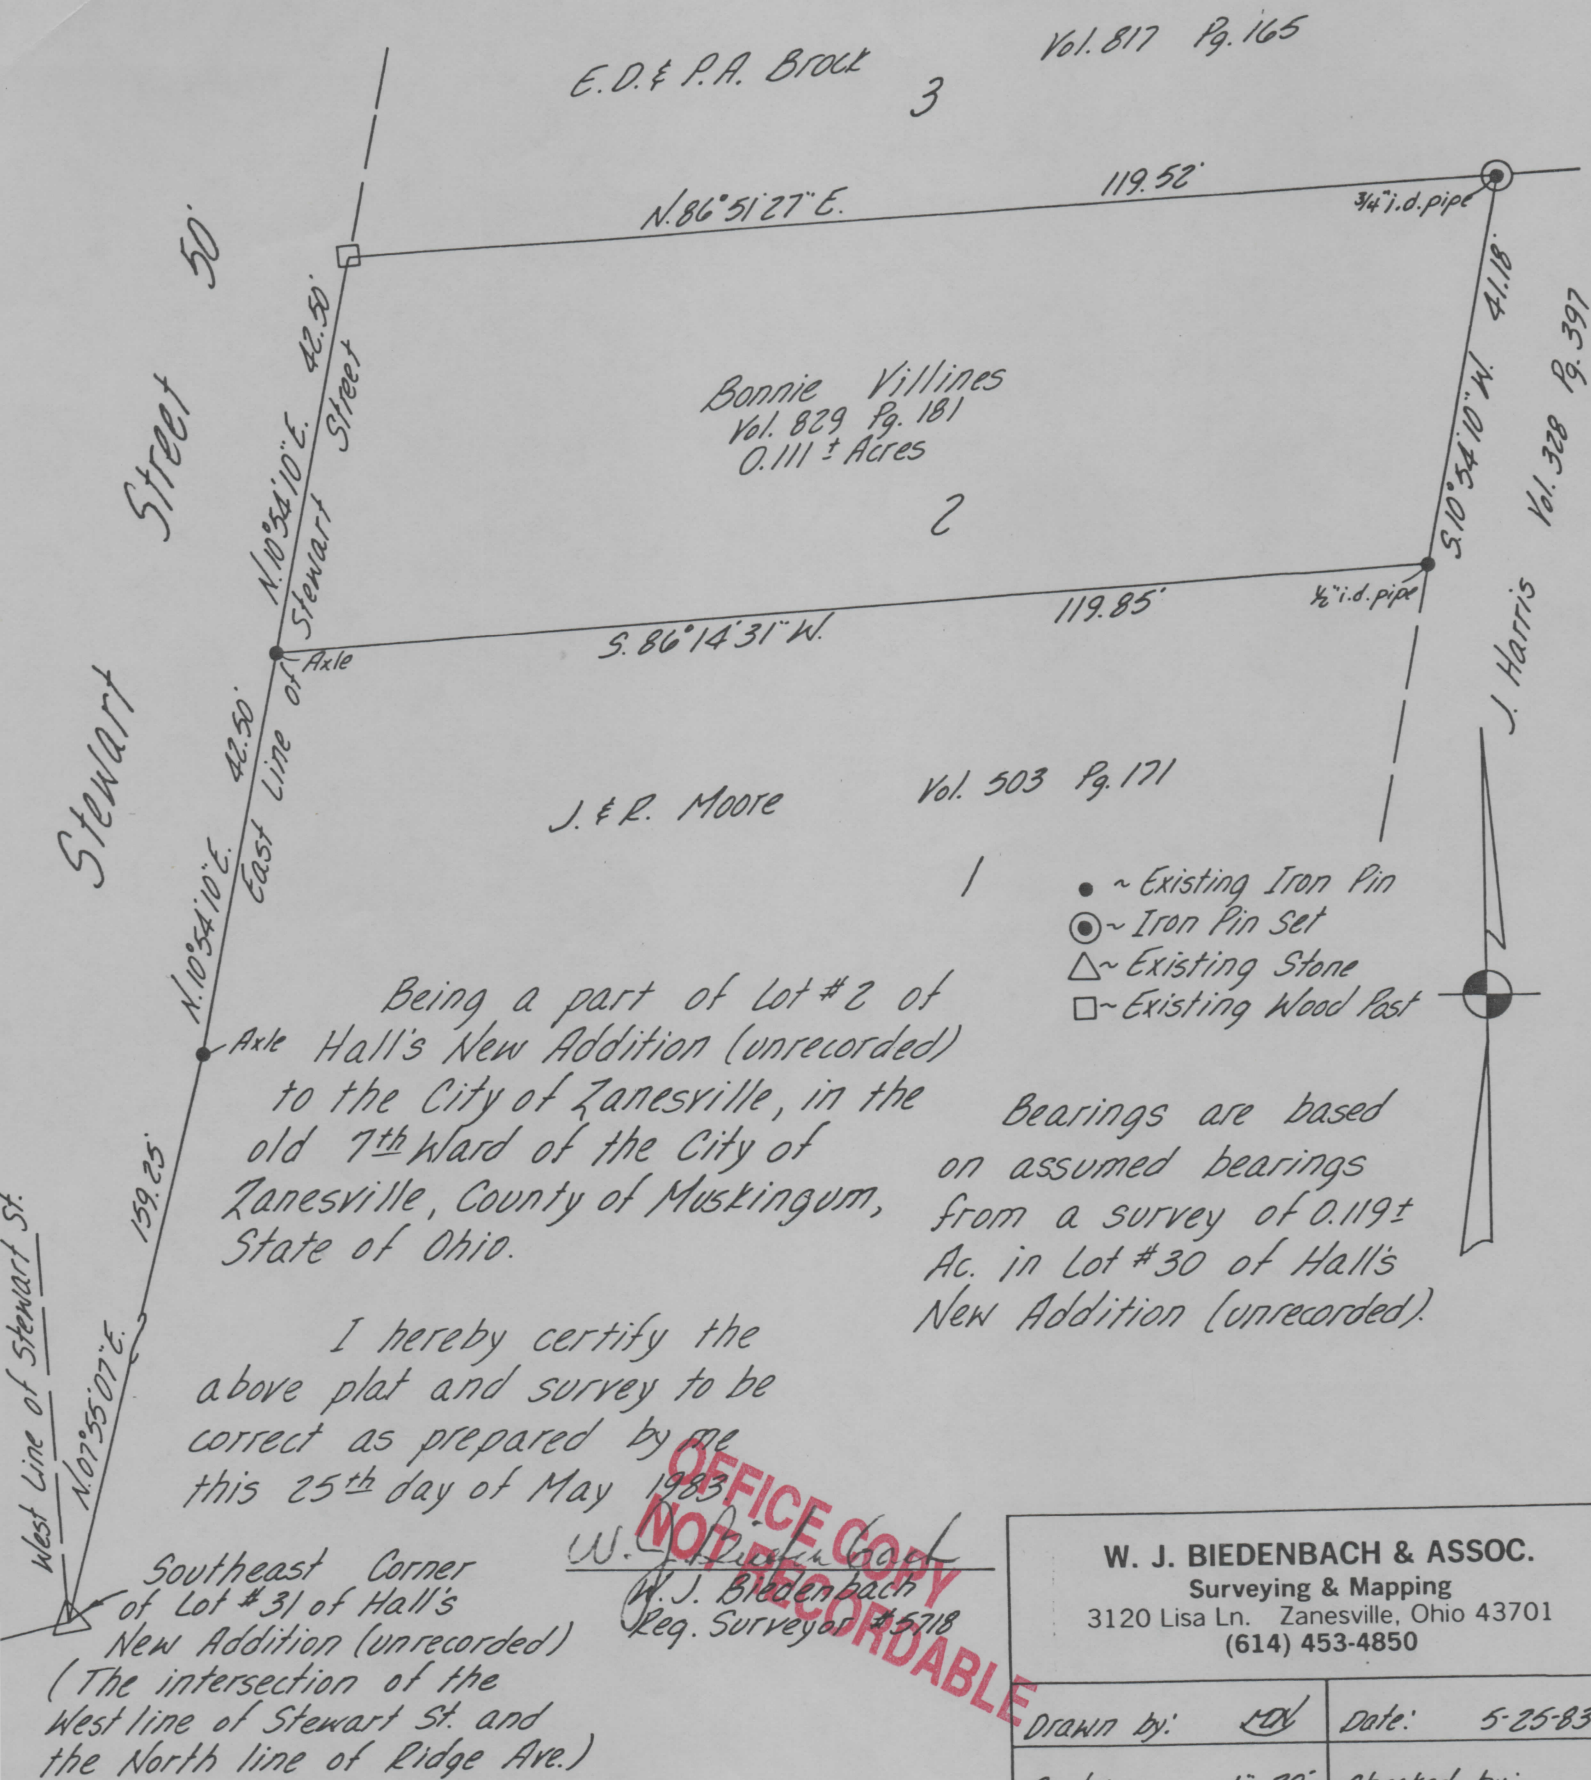 E.D. & P.A. Brock
Vol. 817 Pg. 165
3
N. 86° 51' 27" E.
119.52'
3/4" i.d. pipe
50'
Stewart Street
N. 10° 54' 10" E. 42.50'
East Line of Stewart Street
S. 10° 54' 10" W. 41.18'
J. Harris Vol. 328 Pg. 397
Bonnie Villines
Vol. 829 Pg. 181
0.111 ± Acres
2
S. 86° 14' 31" W.
119.85'
1/2" i.d. pipe
Axle
N. 10° 54' 10" E. 42.50'
J. & R. Moore
Vol. 503 Pg. 171
1
● ~ Existing Iron Pin
◉ ~ Iron Pin Set
△ ~ Existing Stone
□ ~ Existing Wood Post
Axle
Being a part of Lot #2 of
Hall's New Addition (unrecorded)
to the City of Zanesville, in the
old 7th Ward of the City of
Zanesville, County of Muskingum,
State of Ohio.
Bearings are based
on assumed bearings
from a survey of 0.119 ±
Ac. in Lot #30 of Hall's
New Addition (unrecorded).
N. 07° 55' 07" E. 159.25'
West Line of Stewart St.
I hereby certify the
above plat and survey to be
correct as prepared by me
this 25th day of May 1983
OFFICE COPY
NOT RECORDABLE
W. J. Biedenbach
W. J. Biedenbach
Reg. Surveyor #5718
Southeast Corner
of Lot #31 of Hall's
New Addition (unrecorded)
(The intersection of the
West line of Stewart St. and
the North line of Ridge Ave.)
W. J. BIEDENBACH & ASSOC.
Surveying & Mapping
3120 Lisa Ln. Zanesville, Ohio 43701
(614) 453-4850
Drawn by:
Date: 5-25-83